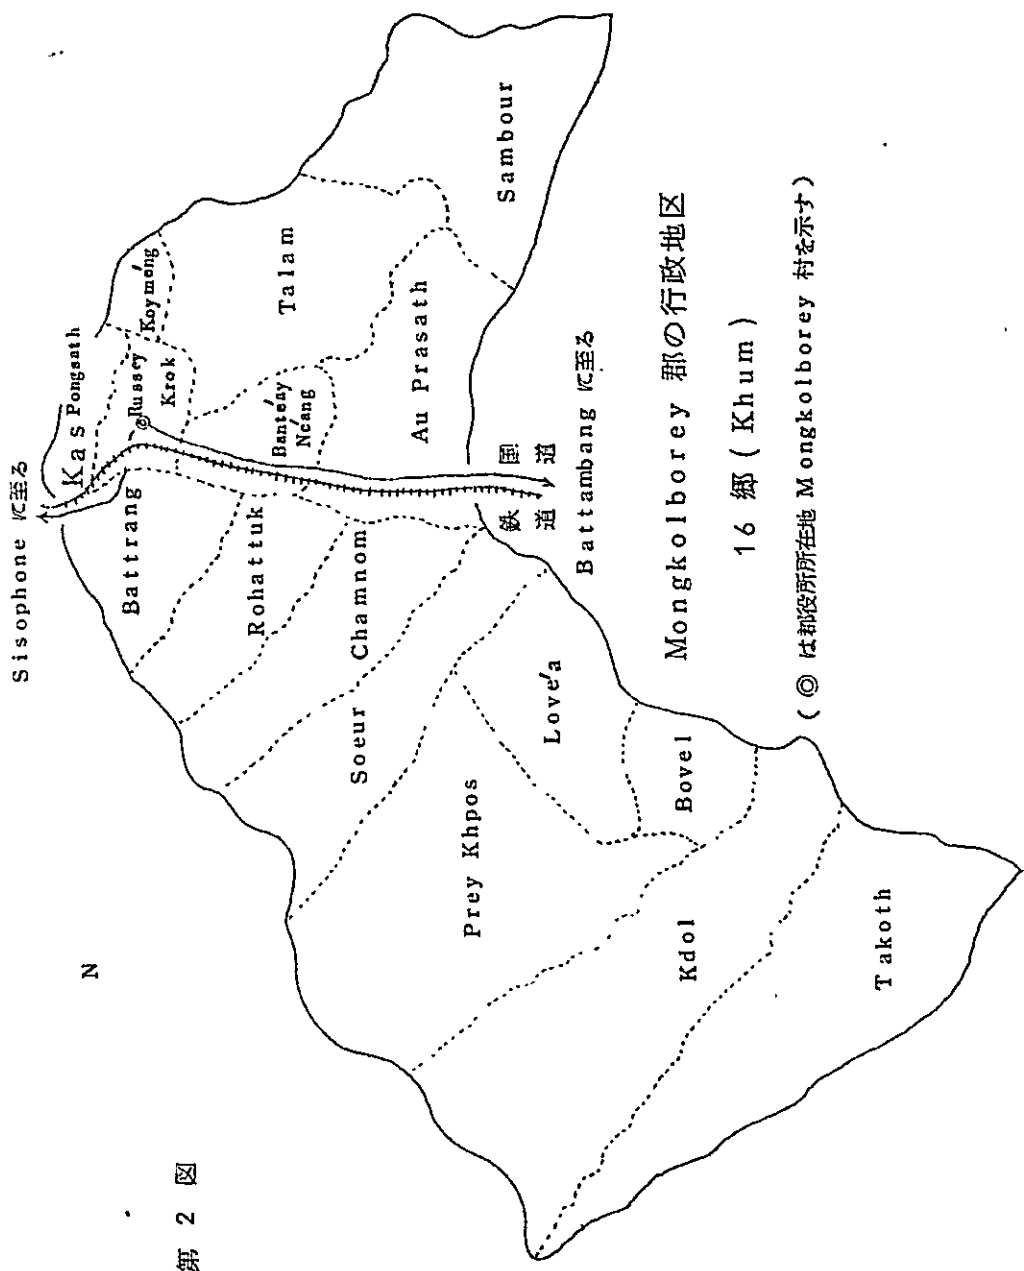 第 2 図
N
Sisophone に至る
Kas
Pongsath
Koymeng
Russey
Krok
Battrang
Rohattuk
Chamnom
Soeur
Banteay
Neang
Talam
Au Prasath
Sambour
Prey Khpos
Love'a
Bovel
Kdol
Takoth
鉄道
国道
Battambang に至る
Mongkolborey 郡の行政地区
16 郷 (Khum)
(◎ は郡役所所在地 Mongkolborey 村を示す)